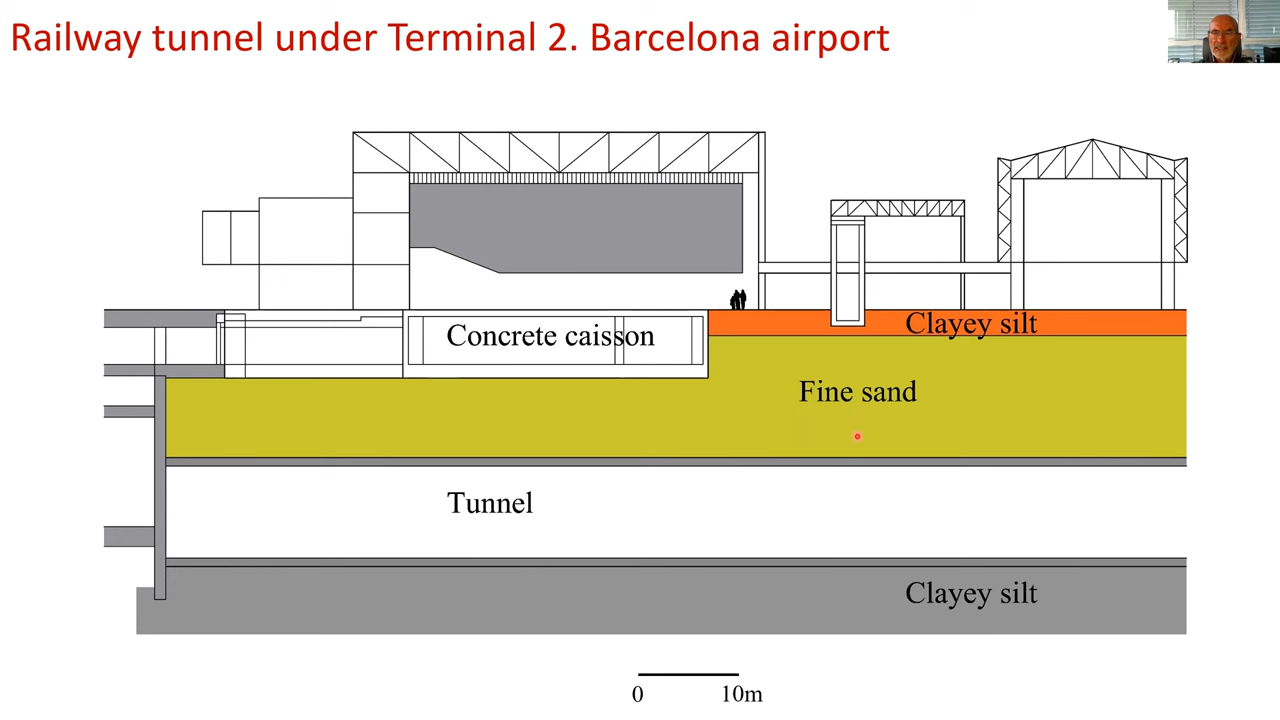 Railway tunnel under Terminal 2. Barcelona airport
Concrete caisson
Clayey silt
Fine sand
Tunnel
Clayey silt
0 10m